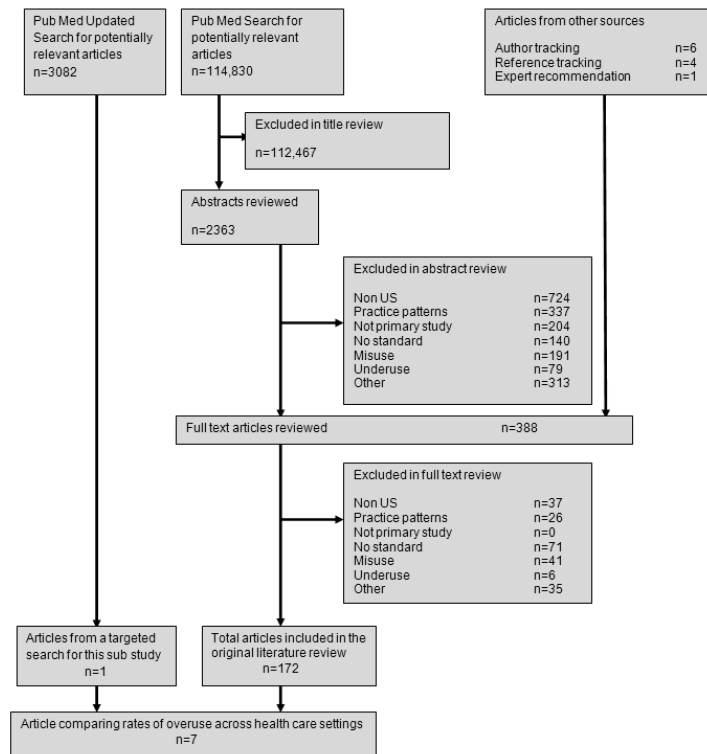 Pub Med Updated
Search for potentially
relevant articles
n=3082
Pub Med Search for
potentially relevant
articles
n=114,830
Articles from other sources
Author tracking n=6
Reference tracking n=4
Expert recommendation n=1
Excluded in title review
n=112,467
Abstracts reviewed
n=2363
Excluded in abstract review
Non US n=724
Practice patterns n=337
Not primary study n=204
No standard n=140
Misuse n=191
Underuse n=79
Other n=313
Full text articles reviewed n=388
Excluded in full text review
Non US n=37
Practice patterns n=26
Not primary study n=0
No standard n=71
Misuse n=41
Underuse n=6
Other n=35
Articles from a targeted
search for this sub study
n=1
Total articles included in the
original literature review
n=172
Article comparing rates of overuse across health care settings
n=7